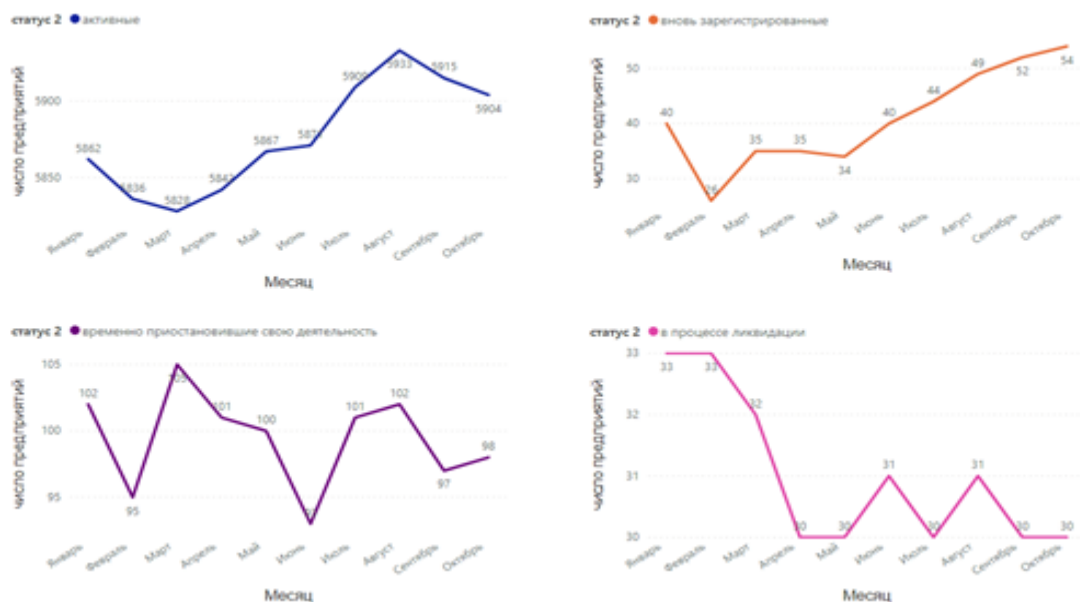 статус 2 активные
число предприятий
5900
5850
5862
5836
5828
5842
5867
5909
5933
5915
5904
Январь
Февраль
Март
Апрель
Май
Июнь
Июль
Август
Сентябрь
Октябрь
Месяц
статус 2 вновь зарегистрированные
число предприятий
50
40
30
40
26
35
35
34
40
44
49
52
54
Январь
Февраль
Март
Апрель
Май
Июнь
Июль
Август
Сентябрь
Октябрь
Месяц
статус 2 временно приостановившие свою деятельность
число предприятий
105
100
95
102
95
105
101
100
101
102
97
98
Январь
Февраль
Март
Апрель
Май
Июнь
Июль
Август
Сентябрь
Октябрь
Месяц
статус 2 в процессе ликвидации
число предприятий
33
32
31
30
33
33
32
30
30
31
30
31
30
30
Январь
Февраль
Март
Апрель
Май
Июнь
Июль
Август
Сентябрь
Октябрь
Месяц